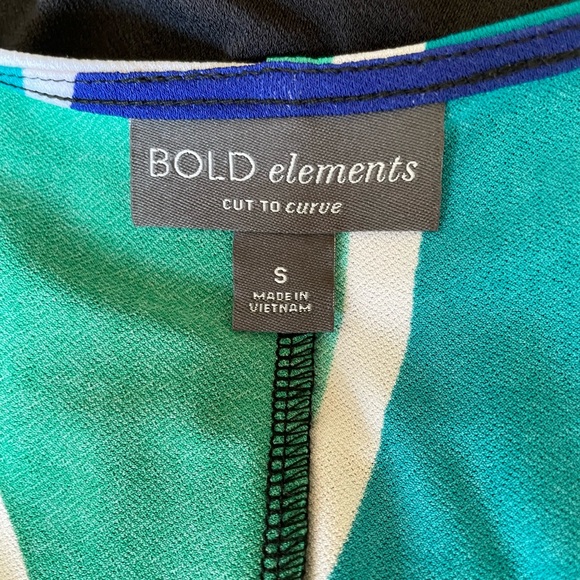 BOLD elements
CUT TO curve
S
MADE IN
VIETNAM